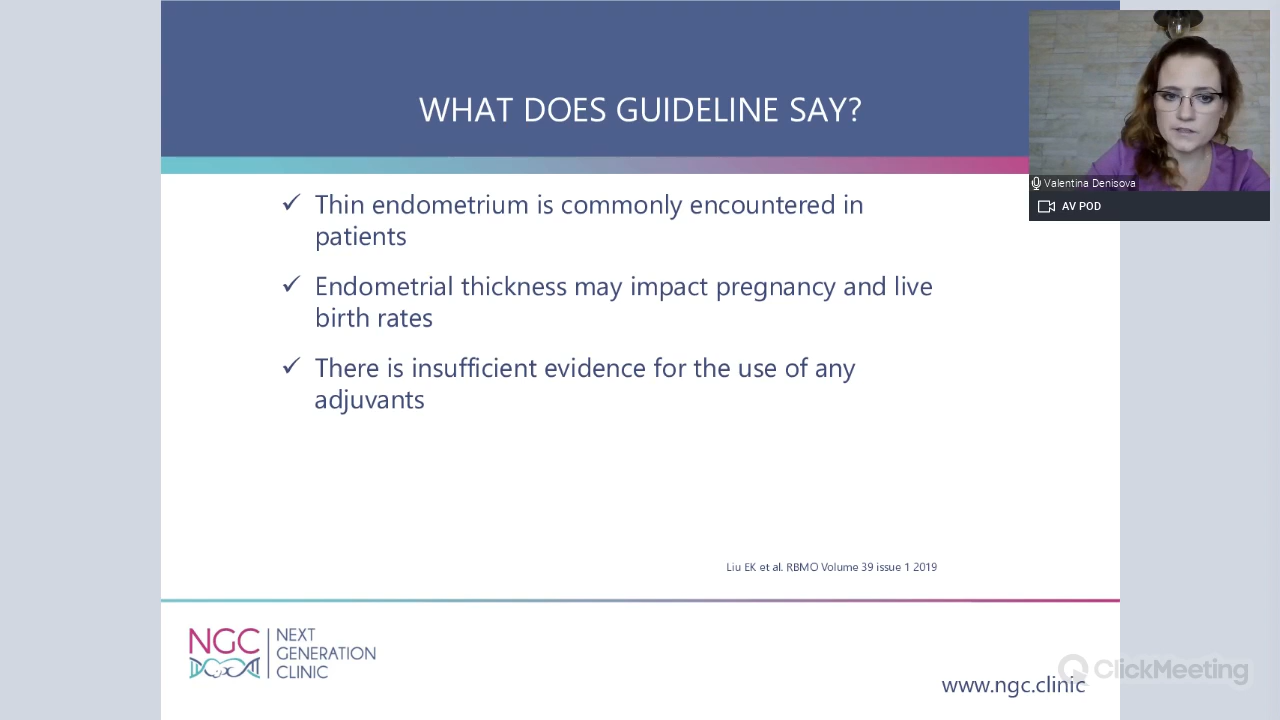 WHAT DOES GUIDELINE SAY?
Valentina Denisova
AV POD
✓ Thin endometrium is commonly encountered in
patients
✓ Endometrial thickness may impact pregnancy and live
birth rates
✓ There is insufficient evidence for the use of any
adjuvants
Liu EK et al. RBMO Volume 39 issue 1 2019
NGC
NEXT
GENERATION
CLINIC
ClickMeeting
www.ngc.clinic